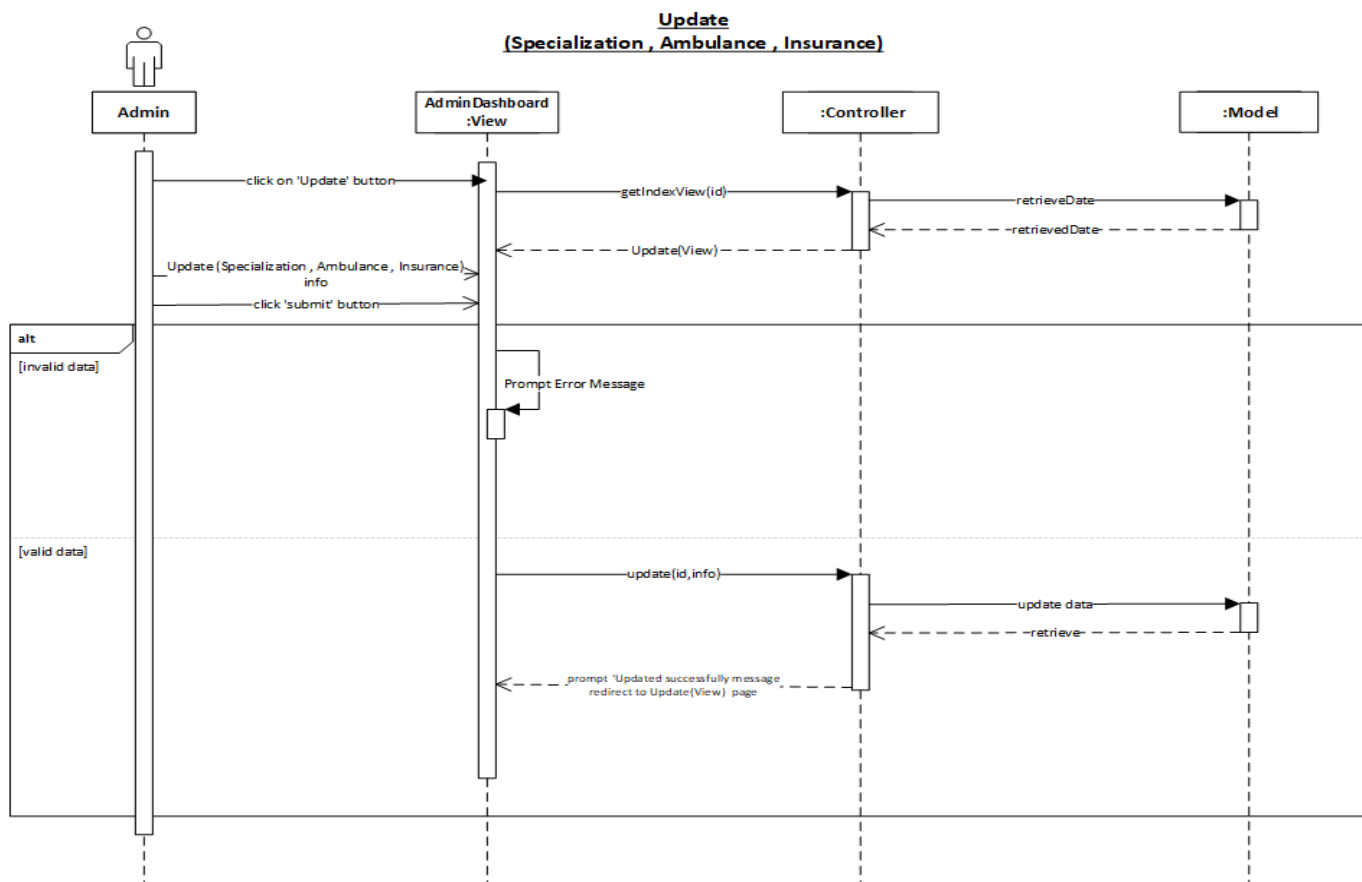 Update
(Specialization , Ambulance , Insurance)
Admin
AdminDashboard
:View
:Controller
:Model
click on 'Update' button
getIndexView(id)
retrieveDate
retrievedDate
Update(View)
Update (Specialization , Ambulance , Insurance)
info
click 'submit' button
alt
[invalid data]
Prompt Error Message
[valid data]
update(id,info)
update data
retrieve
prompt 'Updated successfully message
redirect to Update(View) page